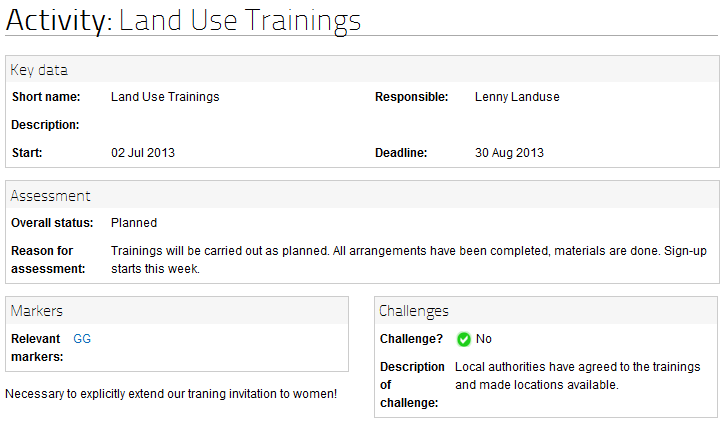 Activity: Land Use Trainings
Key data
Short name: Land Use Trainings Responsible: Lenny Landuse
Description:
Start: 02 Jul 2013 Deadline: 30 Aug 2013
Assessment
Overall status: Planned
Reason for assessment: Trainings will be carried out as planned. All arrangements have been completed, materials are done. Sign-up
starts this week.
Markers
Relevant markers: GG
Necessary to explicitly extend our traning invitation to women!
Challenges
Challenge? No
Description of challenge: Local authorities have agreed to the trainings
and made locations available.